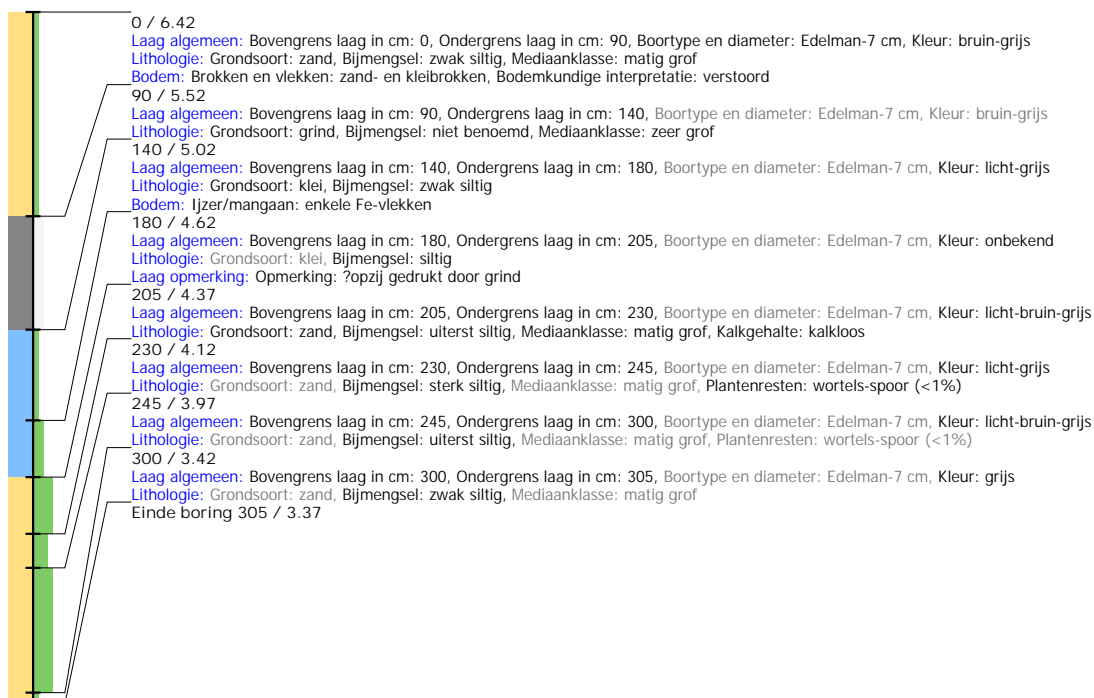 0 / 6.42
Laag algemeen: Bovengrens laag in cm: 0, Ondergrens laag in cm: 90, Boortype en diameter: Edelman-7 cm, Kleur: bruin-grijs
Lithologie: Grondsoort: zand, Bijmengsel: zwak siltig, Mediaanklasse: matig grof
Bodem: Brokken en vlekken: zand- en kleibrokken, Bodemkundige interpretatie: verstoord
90 / 5.52
Laag algemeen: Bovengrens laag in cm: 90, Ondergrens laag in cm: 140, Boortype en diameter: Edelman-7 cm, Kleur: bruin-grijs
Lithologie: Grondsoort: grind, Bijmengsel: niet benoemd, Mediaanklasse: zeer grof
140 / 5.02
Laag algemeen: Bovengrens laag in cm: 140, Ondergrens laag in cm: 180, Boortype en diameter: Edelman-7 cm, Kleur: licht-grijs
Lithologie: Grondsoort: klei, Bijmengsel: zwak siltig
Bodem: Ijzer/mangaan: enkele Fe-vlekken
180 / 4.62
Laag algemeen: Bovengrens laag in cm: 180, Ondergrens laag in cm: 205, Boortype en diameter: Edelman-7 cm, Kleur: onbekend
Lithologie: Grondsoort: klei, Bijmengsel: siltig
Laag opmerking: Opmerking: ?opzij gedrukt door grind
205 / 4.37
Laag algemeen: Bovengrens laag in cm: 205, Ondergrens laag in cm: 230, Boortype en diameter: Edelman-7 cm, Kleur: licht-bruin-grijs
Lithologie: Grondsoort: zand, Bijmengsel: uiterst siltig, Mediaanklasse: matig grof, Kalkgehalte: kalkloos
230 / 4.12
Laag algemeen: Bovengrens laag in cm: 230, Ondergrens laag in cm: 245, Boortype en diameter: Edelman-7 cm, Kleur: licht-grijs
Lithologie: Grondsoort: zand, Bijmengsel: sterk siltig, Mediaanklasse: matig grof, Plantenresten: wortels-spoor (<1%)
245 / 3.97
Laag algemeen: Bovengrens laag in cm: 245, Ondergrens laag in cm: 300, Boortype en diameter: Edelman-7 cm, Kleur: licht-bruin-grijs
Lithologie: Grondsoort: zand, Bijmengsel: uiterst siltig, Mediaanklasse: matig grof, Plantenresten: wortels-spoor (<1%)
300 / 3.42
Laag algemeen: Bovengrens laag in cm: 300, Ondergrens laag in cm: 305, Boortype en diameter: Edelman-7 cm, Kleur: grijs
Lithologie: Grondsoort: zand, Bijmengsel: zwak siltig, Mediaanklasse: matig grof
Einde boring 305 / 3.37